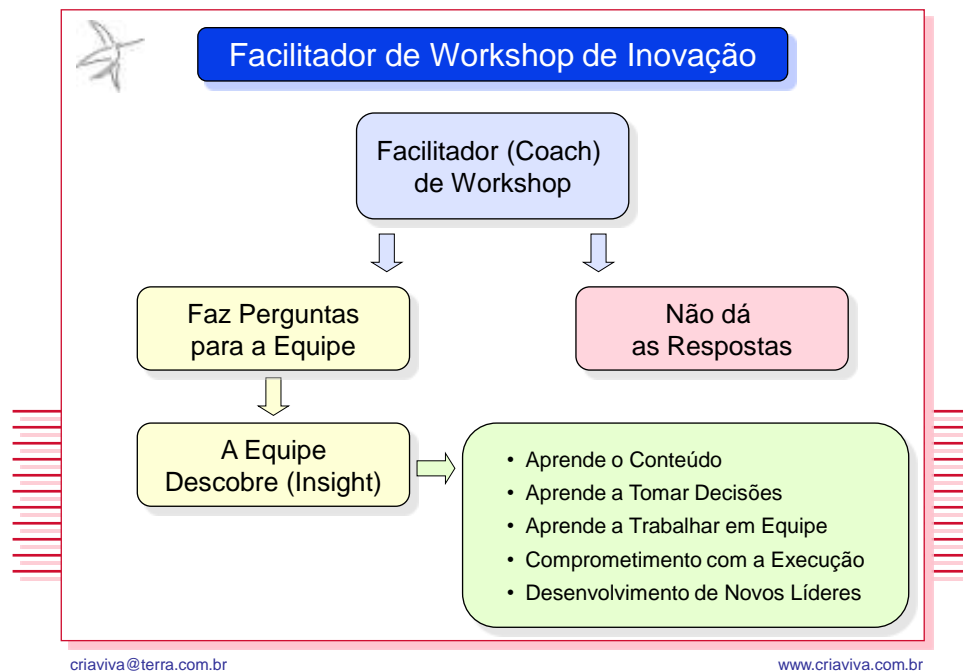 Facilitador de Workshop de Inovação
Facilitador (Coach)
de Workshop
Faz Perguntas
para a Equipe
Não dá
as Respostas
A Equipe
Descobre (Insight)
• Aprende o Conteúdo
• Aprende a Tomar Decisões
• Aprende a Trabalhar em Equipe
• Comprometimento com a Execução
• Desenvolvimento de Novos Líderes
criaviva@terra.com.br
www.criaviva.com.br